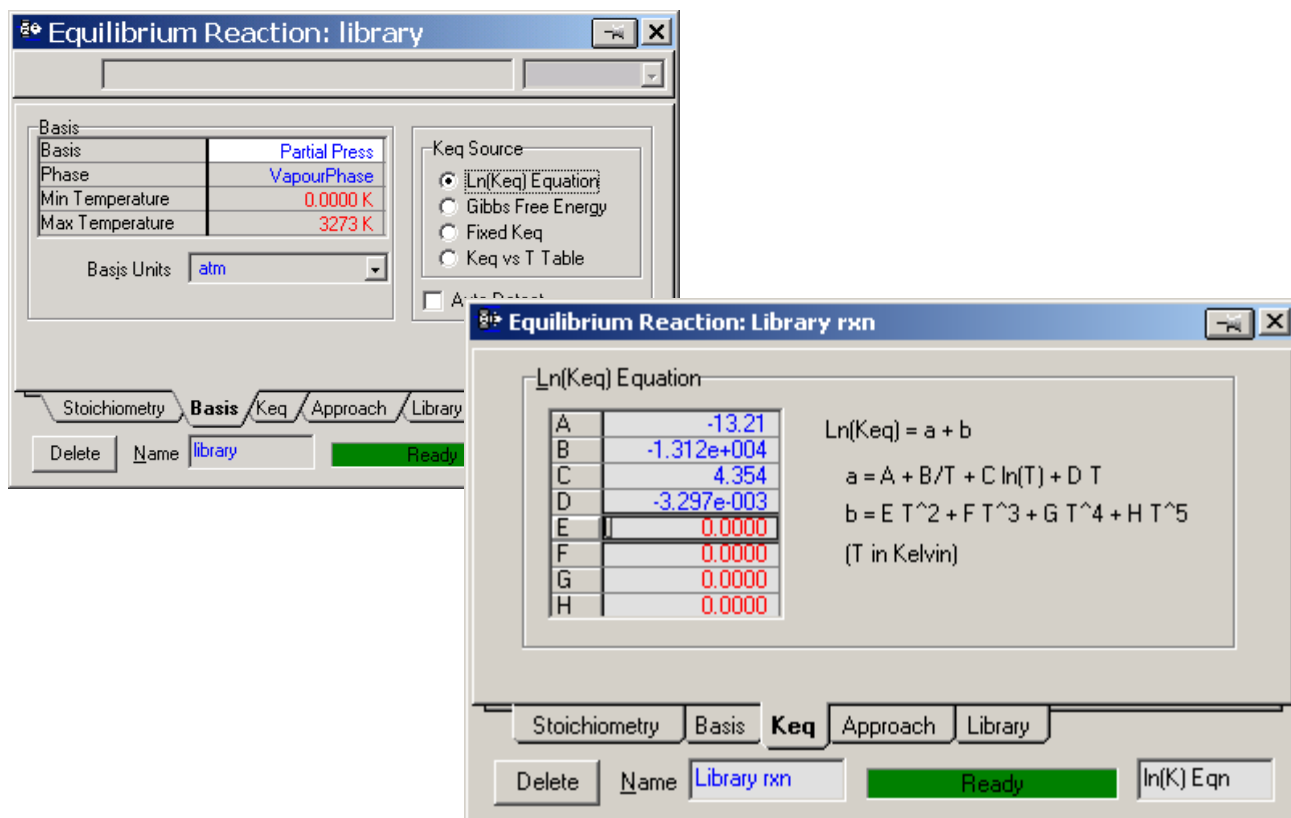 Equilibrium Reaction: library
Basis
Basis Partial Press
Phase VapourPhase
Min Temperature 0.0000 K
Max Temperature 3273 K
Basis Units atm
Keq Source
Ln(Keq) Equation
Gibbs Free Energy
Fixed Keq
Keq vs T Table
Stoichiometry Basis Keq Approach Library
Delete Name library Ready
Equilibrium Reaction: Library rxn
Ln(Keq) Equation
A -13.21
B -1.312e+004
C 4.354
D -3.297e-003
E 0.0000
F 0.0000
G 0.0000
H 0.0000
Ln(Keq) = a + b
a = A + B/T + C ln(T) + D T
b = E T^2 + F T^3 + G T^4 + H T^5
(T in Kelvin)
Stoichiometry Basis Keq Approach Library
Delete Name Library rxn Ready ln(K) Eqn